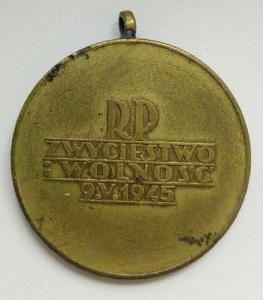 RP
ZWYCIĘSTWO
I WOLNOŚĆ
9.V.1945